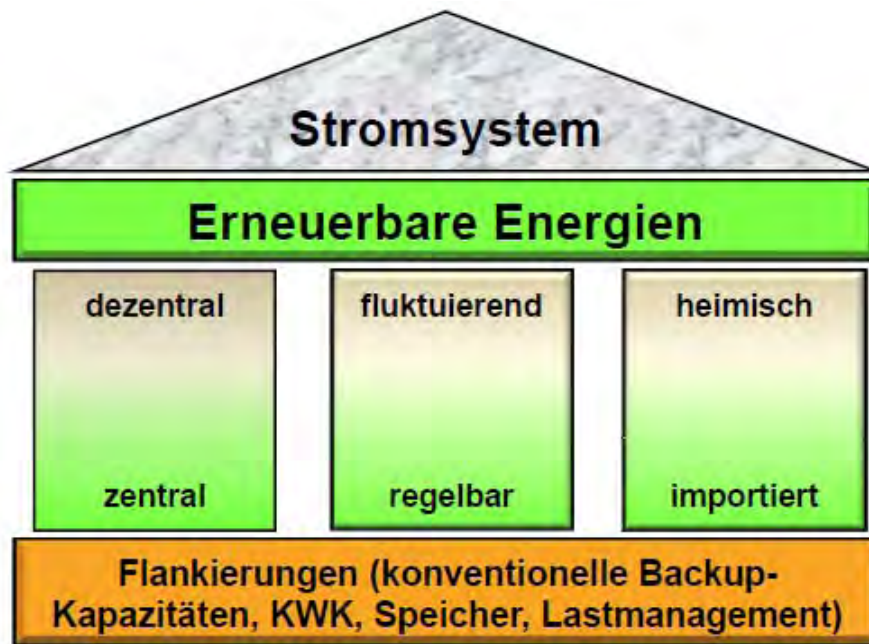 Stromsystem
Erneuerbare Energien
dezentral
zentral
fluktuierend
regelbar
heimisch
importiert
Flankierungen (konventionelle Backup-
Kapazitäten, KWK, Speicher, Lastmanagement)